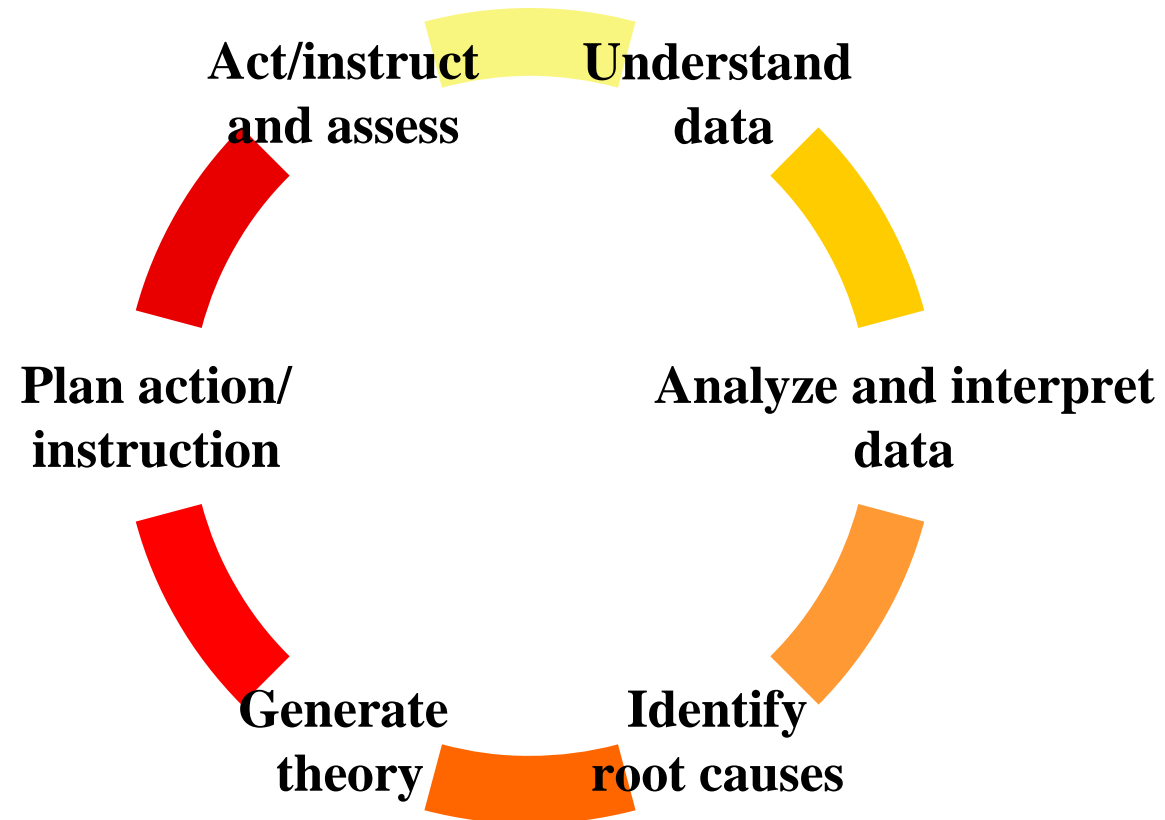 Act/instruct
and assess
Understand
data
Analyze and interpret
data
Identify
root causes
Generate
theory
Plan action/
instruction